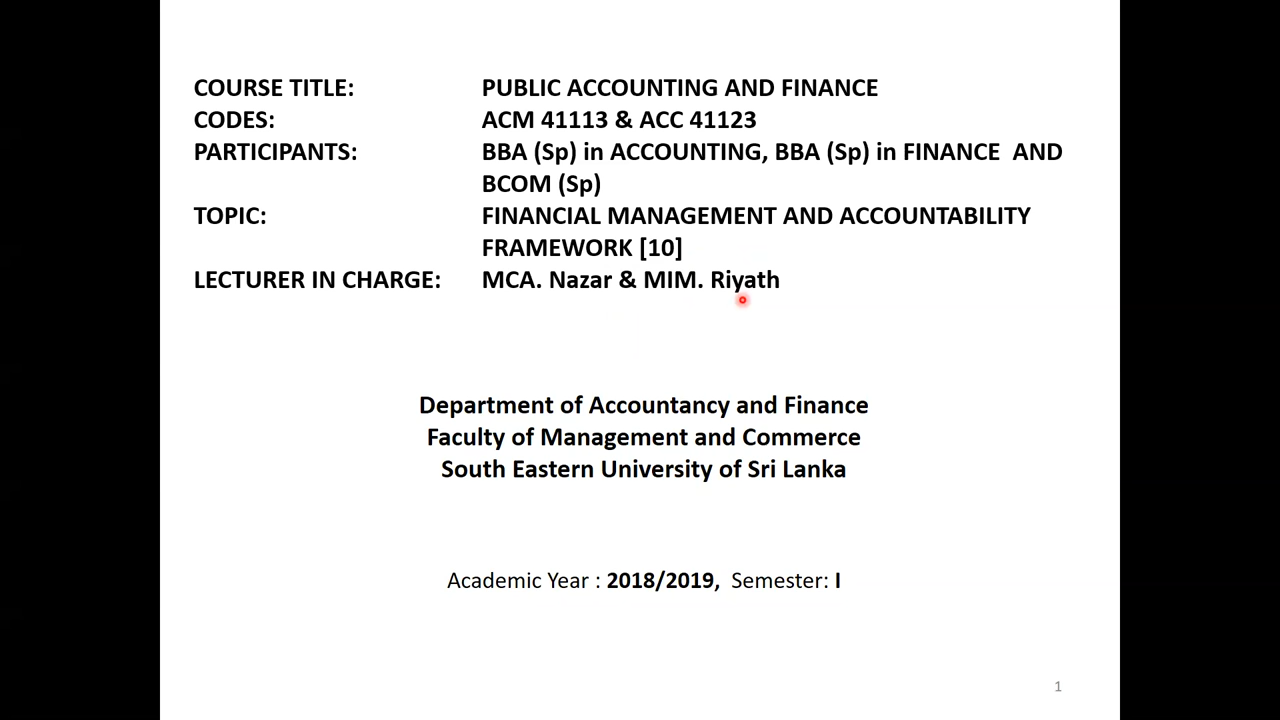 COURSE TITLE: PUBLIC ACCOUNTING AND FINANCE
CODES: ACM 41113 & ACC 41123
PARTICIPANTS: BBA (Sp) in ACCOUNTING, BBA (Sp) in FINANCE AND
BCOM (Sp)
TOPIC: FINANCIAL MANAGEMENT AND ACCOUNTABILITY
FRAMEWORK [10]
LECTURER IN CHARGE: MCA. Nazar & MIM. Riyath
Department of Accountancy and Finance
Faculty of Management and Commerce
South Eastern University of Sri Lanka
Academic Year : 2018/2019, Semester: I
1